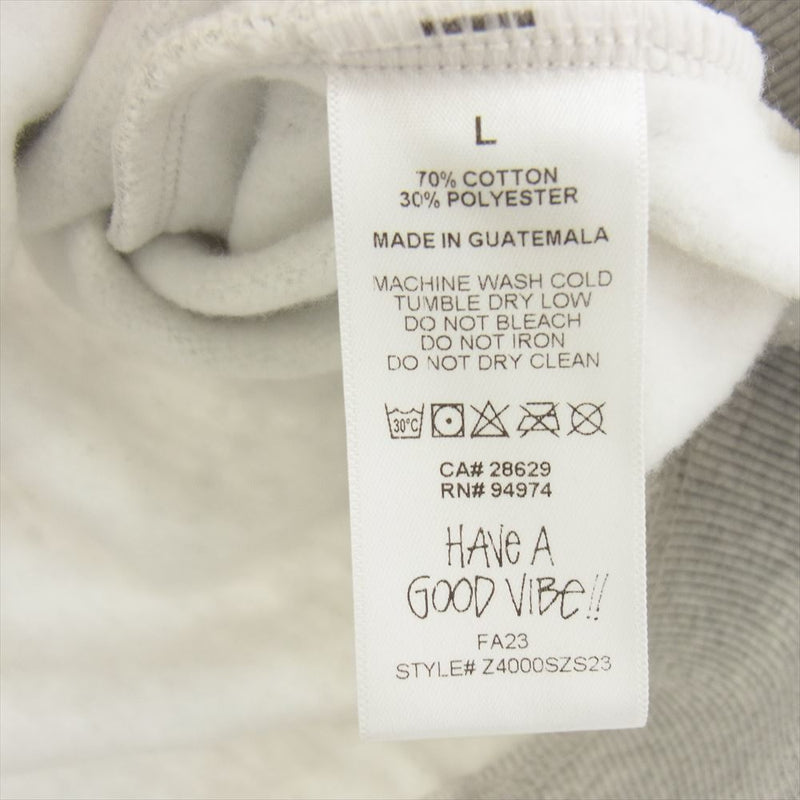 L
70% COTTON
30% POLYESTER
MADE IN GUATEMALA
MACHINE WASH COLD
TUMBLE DRY LOW
DO NOT BLEACH
DO NOT IRON
DO NOT DRY CLEAN
30°C
CA# 28629
RN# 94974
HAVe A
GOOD VIBe!!
FA23
STYLE# Z4000SZS23